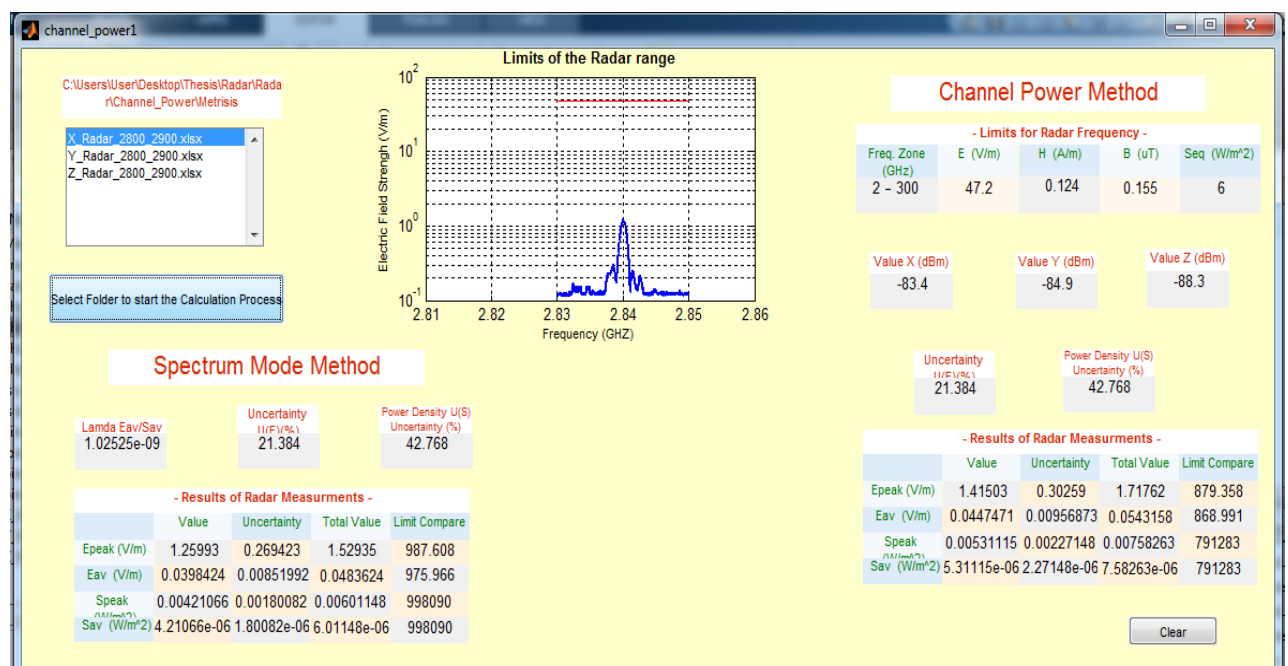 channel_power1
C:\Users\User\Desktop\Thesis\Radar\Rada
r\Channel_Power\Metrisis
X_Radar_2800_2900.xlsx
Y_Radar_2800_2900.xlsx
Z_Radar_2800_2900.xlsx
Select Folder to start the Calculation Process
Limits of the Radar range
Electric Field Strengh (V/m)
10^2
10^1
10^0
10^-1
2.81 2.82 2.83 2.84 2.85 2.86
Frequency (GHZ)
Channel Power Method
- Limits for Radar Frequency -
Freq. Zone (GHz) E (V/m) H (A/m) B (uT) Seq (W/m^2)
2 – 300 47.2 0.124 0.155 6
Value X (dBm) Value Y (dBm) Value Z (dBm)
-83.4 -84.9 -88.3
Uncertainty U(E)(%)
21.384
Power Density U(S)
Uncertainty (%)
42.768
- Results of Radar Measurments -
Value Uncertainty Total Value Limit Compare
Epeak (V/m) 1.41503 0.30259 1.71762 879.358
Eav (V/m) 0.0447471 0.00956873 0.0543158 868.991
Speak (W/m^2) 0.00531115 0.00227148 0.00758263 791283
Sav (W/m^2) 5.31115e-06 2.27148e-06 7.58263e-06 791283
Clear
Spectrum Mode Method
Lamda Eav/Sav
1.02525e-09
Uncertainty U(E)(%)
21.384
Power Density U(S)
Uncertainty (%)
42.768
- Results of Radar Measurments -
Value Uncertainty Total Value Limit Compare
Epeak (V/m) 1.25993 0.269423 1.52935 987.608
Eav (V/m) 0.0398424 0.00851992 0.0483624 975.966
Speak (W/m^2) 0.00421066 0.00180082 0.00601148 998090
Sav (W/m^2) 4.21066e-06 1.80082e-06 6.01148e-06 998090